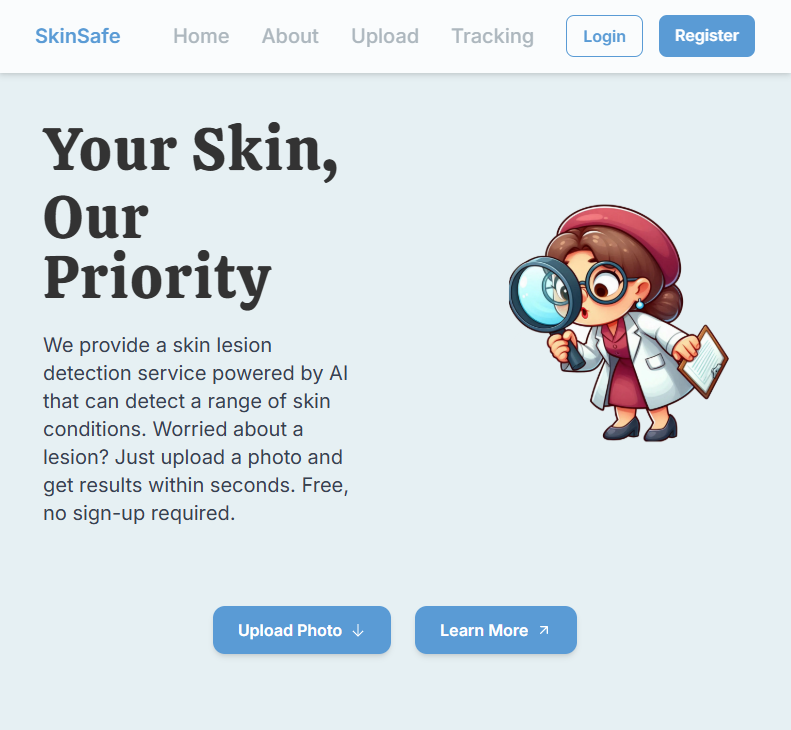 SkinSafe Home About Upload Tracking Login Register
Your Skin,
Our
Priority
We provide a skin lesion
detection service powered by AI
that can detect a range of skin
conditions. Worried about a
lesion? Just upload a photo and
get results within seconds. Free,
no sign-up required.
Upload Photo ↓ Learn More ↗